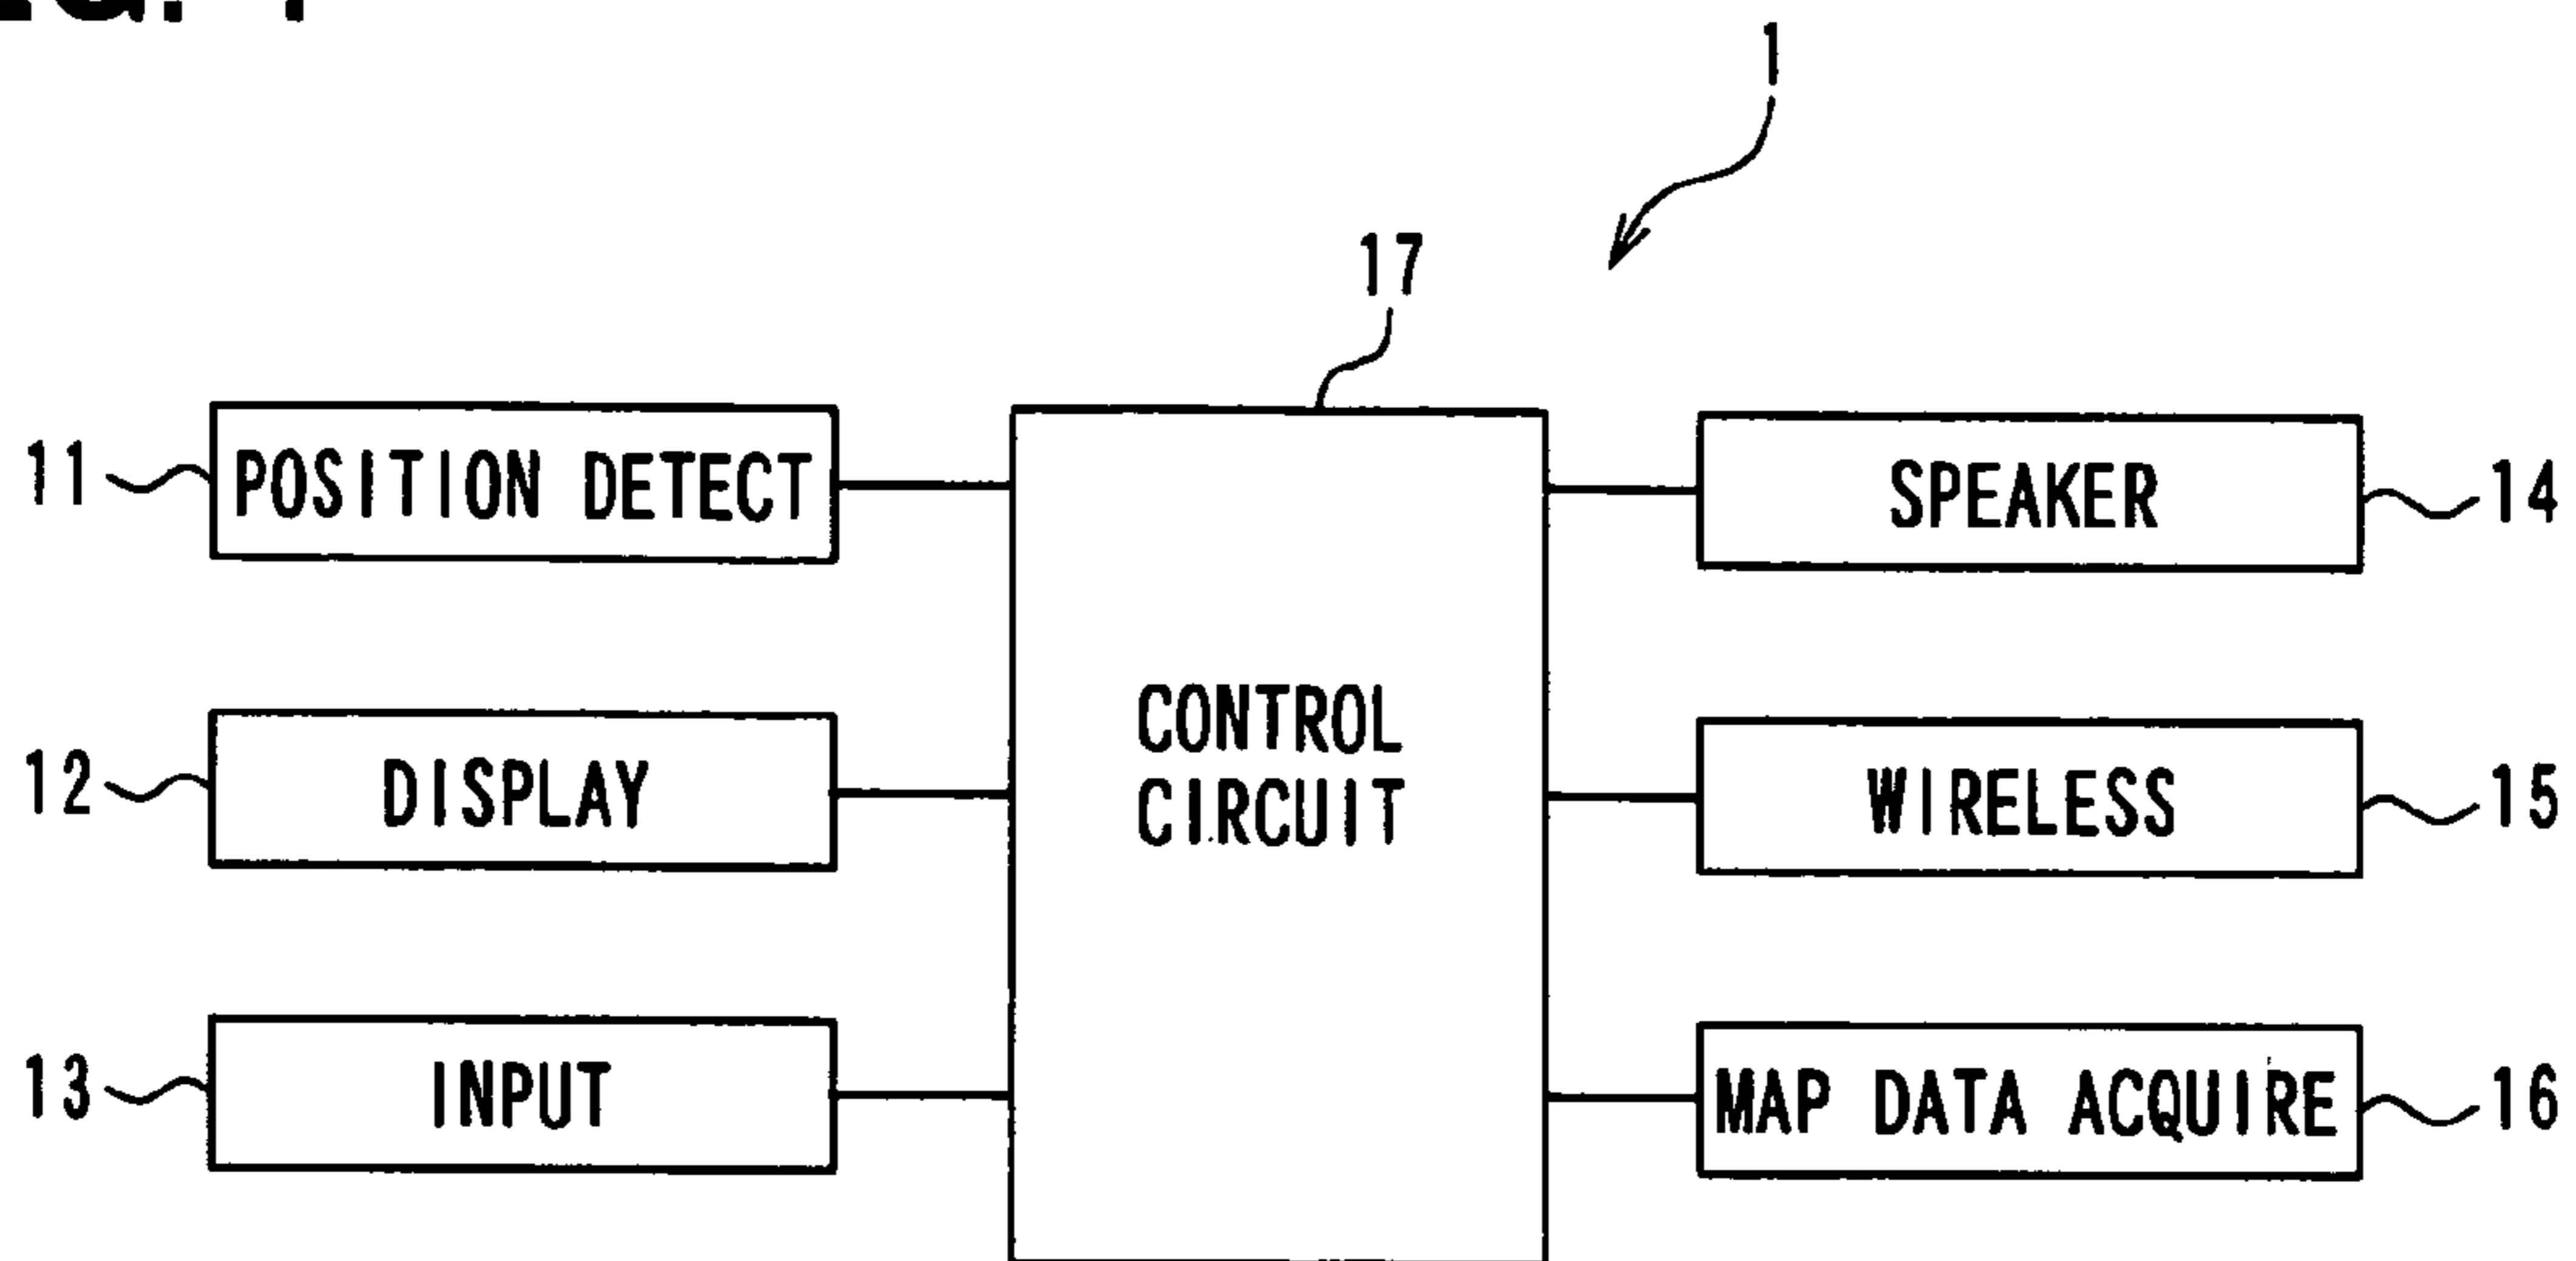 1
17
11 POSITION DETECT
SPEAKER 14
CONTROL
CIRCUIT
12 DISPLAY
WIRELESS 15
13 INPUT
MAP DATA ACQUIRE 16